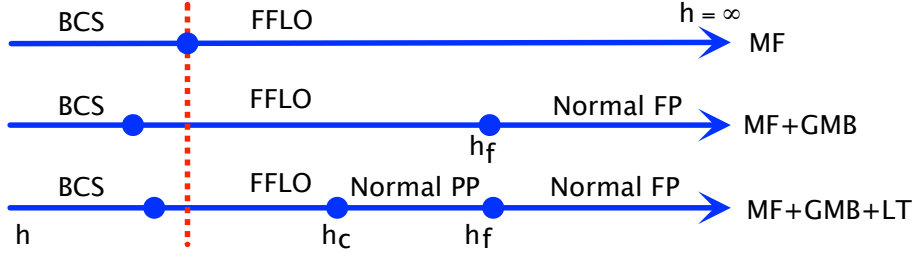 BCS FFLO h = ∞
MF
BCS FFLO Normal FP
MF+GMB
h_f
BCS FFLO Normal PP Normal FP
MF+GMB+LT
h h_c h_f